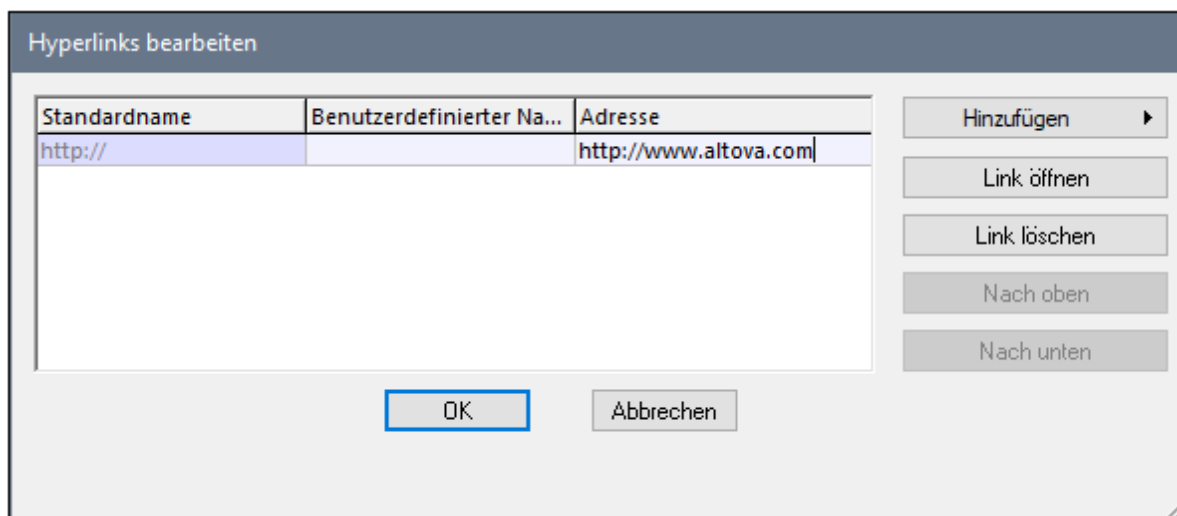 Hyperlinks bearbeiten
Standardname Benutzerdefinierter Na... Adresse
http:// http://www.altova.com
Hinzufügen
Link öffnen
Link löschen
Nach oben
Nach unten
OK Abbrechen